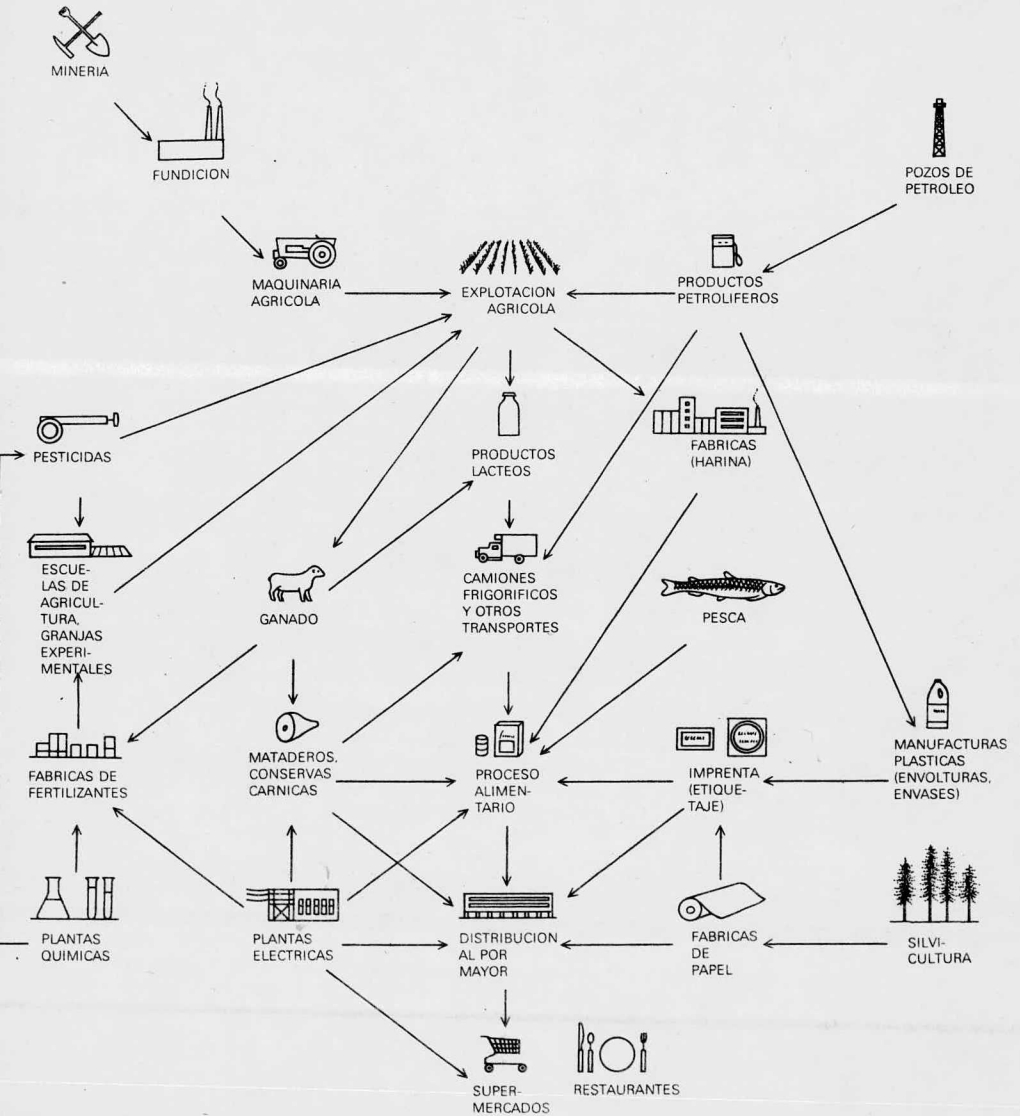 MINERIA
FUNDICION
POZOS DE
PETROLEO
MAQUINARIA
AGRICOLA
EXPLOTACION
AGRICOLA
PRODUCTOS
PETROLIFEROS
PESTICIDAS
PRODUCTOS
LACTEOS
FABRICAS
(HARINA)
ESCUE-
LAS DE
AGRICUL-
TURA,
GRANJAS
EXPERI-
MENTALES
GANADO
CAMIONES
FRIGORIFICOS
Y OTROS
TRANSPORTES
PESCA
FABRICAS DE
FERTILIZANTES
MATADEROS,
CONSERVAS
CARNICAS
PROCESO
ALIMEN-
TARIO
IMPRENTA
(ETIQUE-
TAJE)
MANUFACTURAS
PLASTICAS
(ENVOLTURAS,
ENVASES)
PLANTAS
QUIMICAS
PLANTAS
ELECTRICAS
DISTRIBUCION
AL POR
MAYOR
FABRICAS
DE
PAPEL
SILVI-
CULTURA
SUPER-
MERCADOS
RESTAURANTES